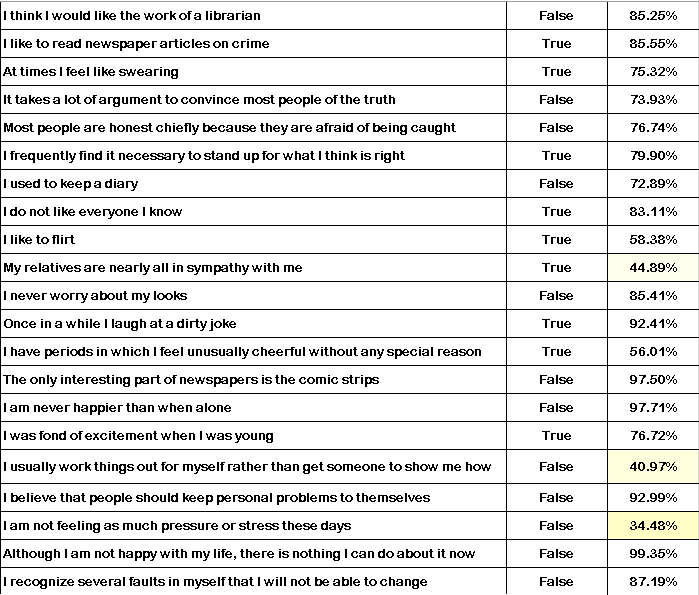 I think I would like the work of a librarian False 85.25%
I like to read newspaper articles on crime True 85.55%
At times I feel like swearing True 75.32%
It takes a lot of argument to convince most people of the truth False 73.93%
Most people are honest chiefly because they are afraid of being caught False 76.74%
I frequently find it necessary to stand up for what I think is right True 79.90%
I used to keep a diary False 72.89%
I do not like everyone I know True 83.11%
I like to flirt True 58.38%
My relatives are nearly all in sympathy with me True 44.89%
I never worry about my looks False 85.41%
Once in a while I laugh at a dirty joke True 92.41%
I have periods in which I feel unusually cheerful without any special reason True 56.01%
The only interesting part of newspapers is the comic strips False 97.50%
I am never happier than when alone False 97.71%
I was fond of excitement when I was young True 76.72%
I usually work things out for myself rather than get someone to show me how False 40.97%
I believe that people should keep personal problems to themselves False 92.99%
I am not feeling as much pressure or stress these days False 34.48%
Although I am not happy with my life, there is nothing I can do about it now False 99.35%
I recognize several faults in myself that I will not be able to change False 87.19%